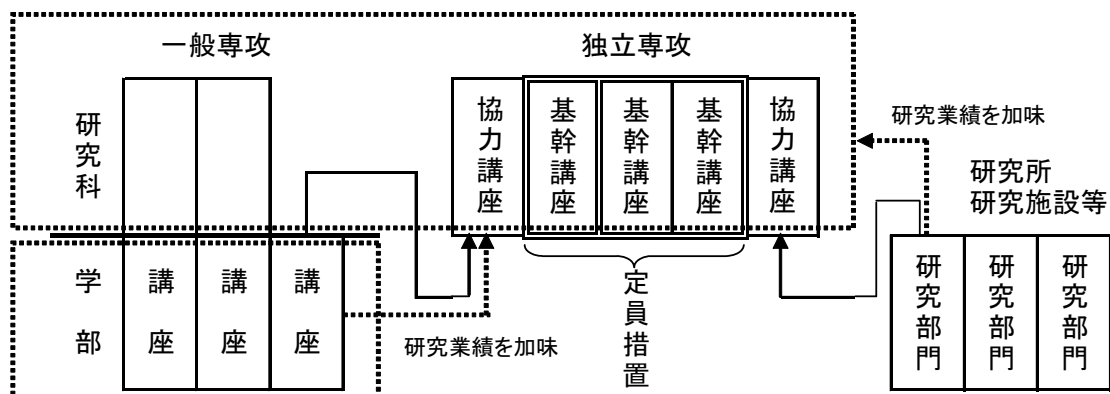 一般専攻
独立専攻
研究科
協力講座
基幹講座
基幹講座
基幹講座
協力講座
研究業績を加味
研究所
研究施設等
学部
講座
講座
講座
研究業績を加味
定員措置
研究部門
研究部門
研究部門